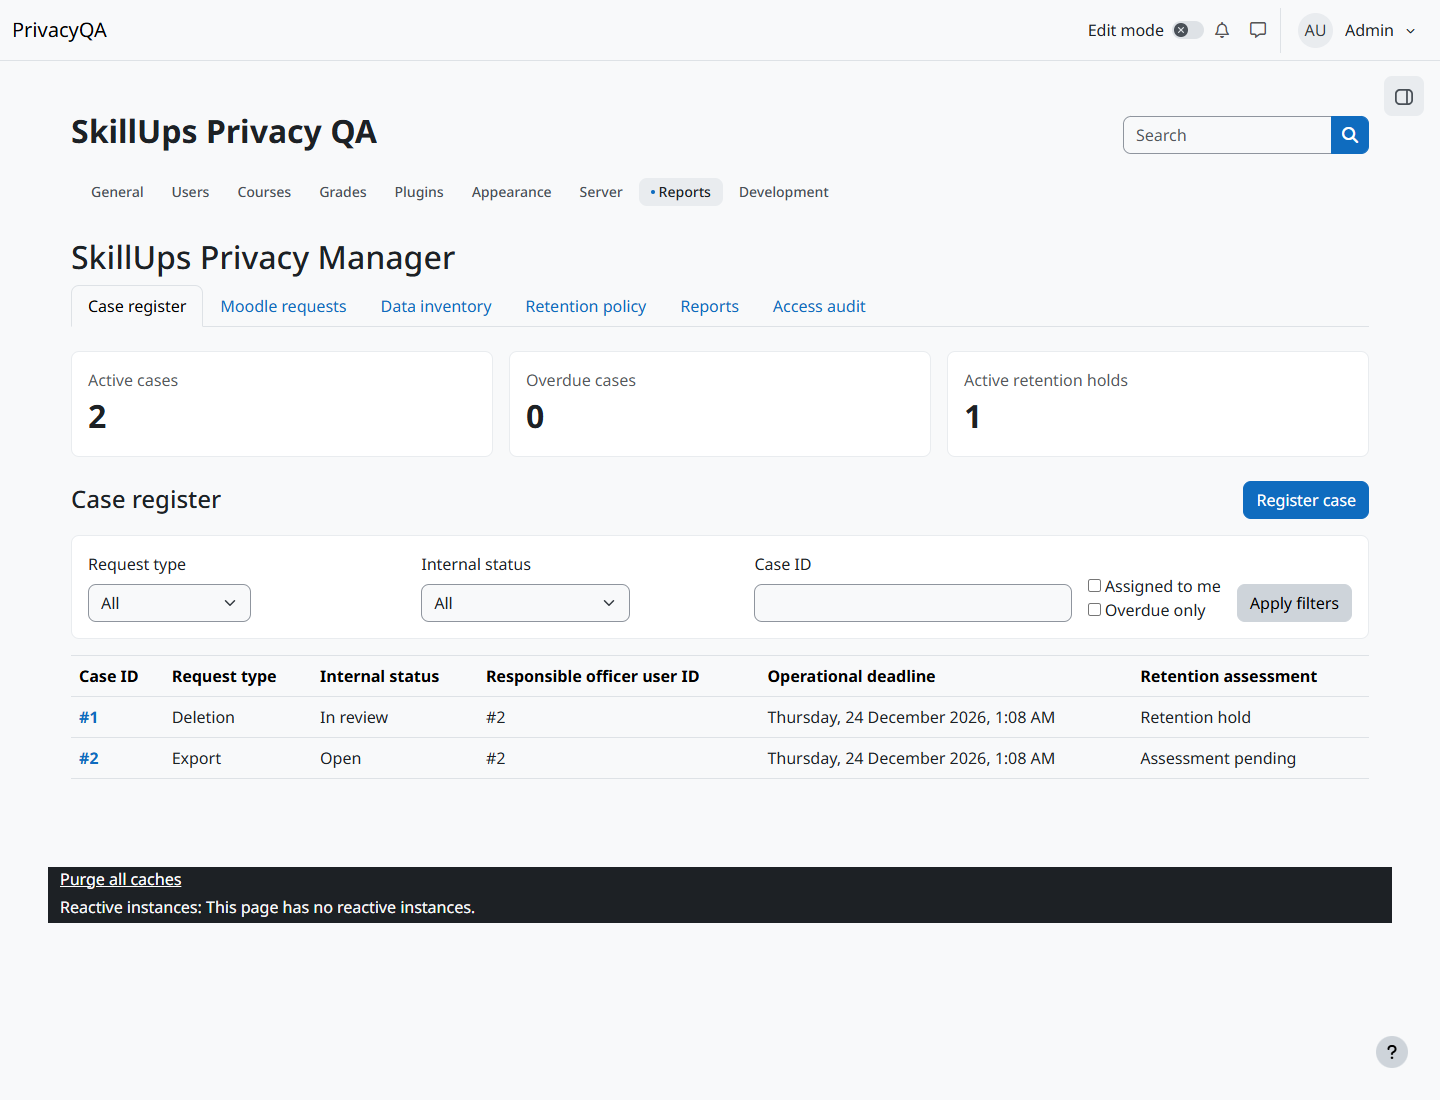 PrivacyQA
Edit mode
AU
Admin
SkillUps Privacy QA
Search
General Users Courses Grades Plugins Appearance Server Reports Development
SkillUps Privacy Manager
Case register Moodle requests Data inventory Retention policy Reports Access audit
Active cases
2
Overdue cases
0
Active retention holds
1
Case register
Register case
Request type
All
Internal status
All
Case ID
Assigned to me
Overdue only
Apply filters
Case ID Request type Internal status Responsible officer user ID Operational deadline Retention assessment
#1 Deletion In review #2 Thursday, 24 December 2026, 1:08 AM Retention hold
#2 Export Open #2 Thursday, 24 December 2026, 1:08 AM Assessment pending
Purge all caches
Reactive instances: This page has no reactive instances.
?